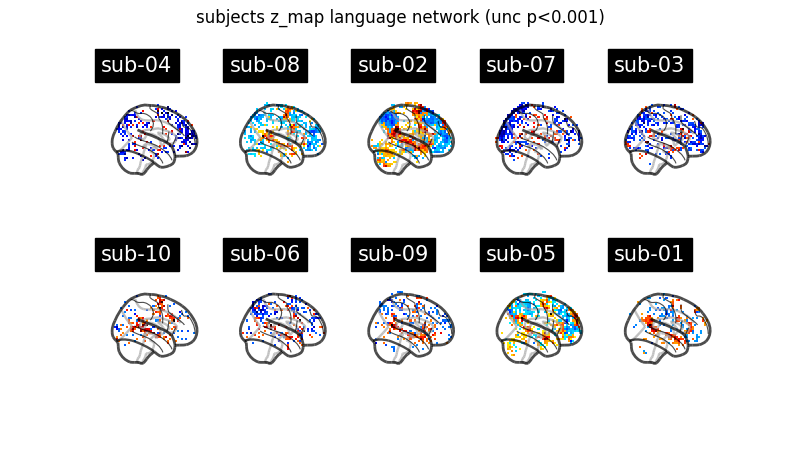 subjects z_map language network (unc p<0.001)
sub-04
sub-08
sub-02
sub-07
sub-03
sub-10
sub-06
sub-09
sub-05
sub-01